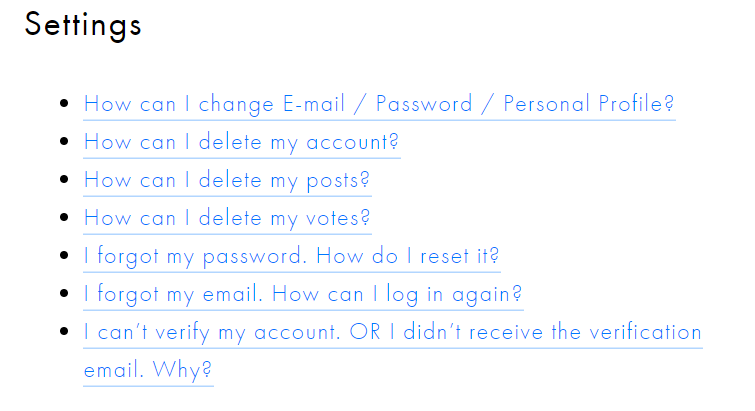 Settings
How can I change E-mail / Password / Personal Profile?
How can I delete my account?
How can I delete my posts?
How can I delete my votes?
I forgot my password. How do I reset it?
I forgot my email. How can I log in again?
I can’t verify my account. OR I didn’t receive the verification
email. Why?